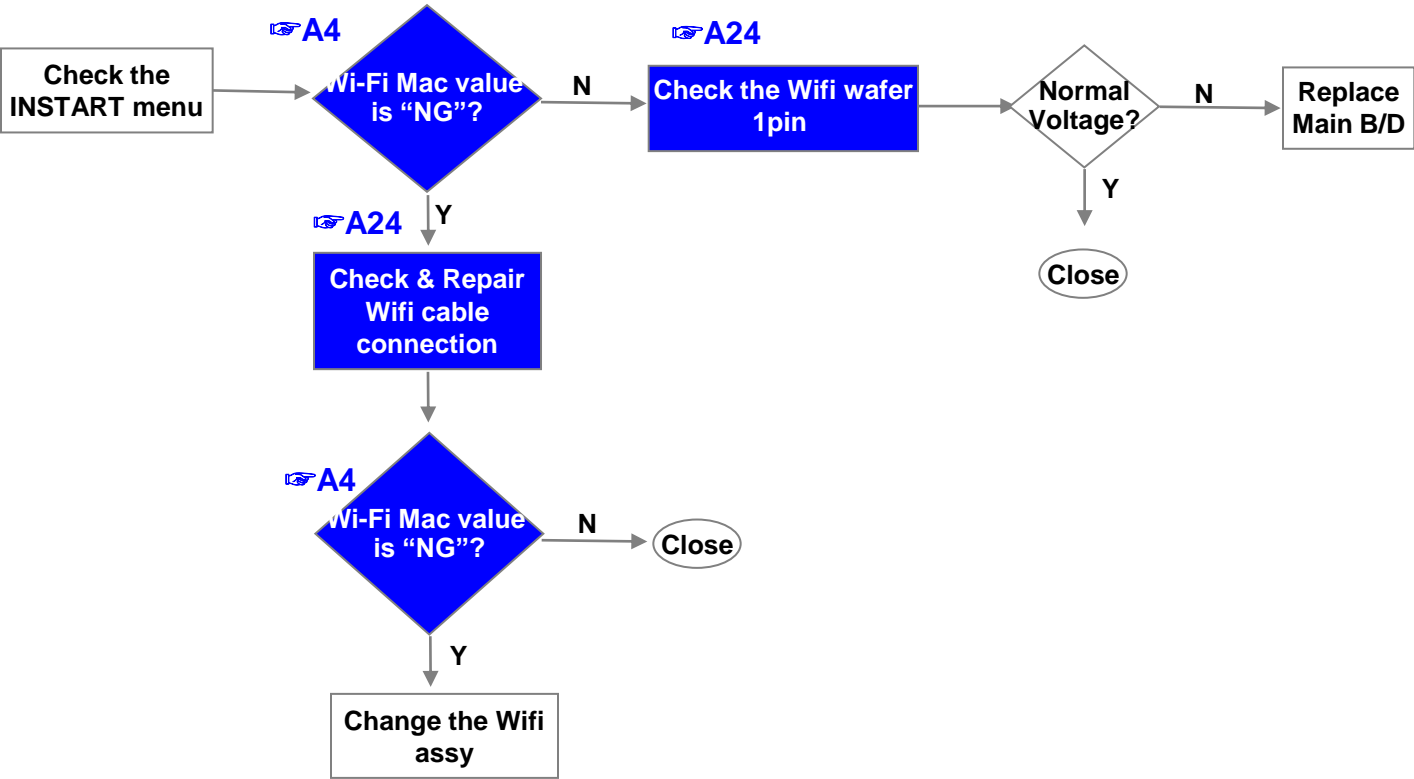 ☞A4
☞A24
Check the
INSTART menu
Wi-Fi Mac value
is “NG”?
N
Check the Wifi wafer
1pin
Normal
Voltage?
N
Replace
Main B/D
Y
☞A24
Y
Check & Repair
Wifi cable
connection
Close
☞A4
Wi-Fi Mac value
is “NG”?
N
Close
Y
Change the Wifi
assy